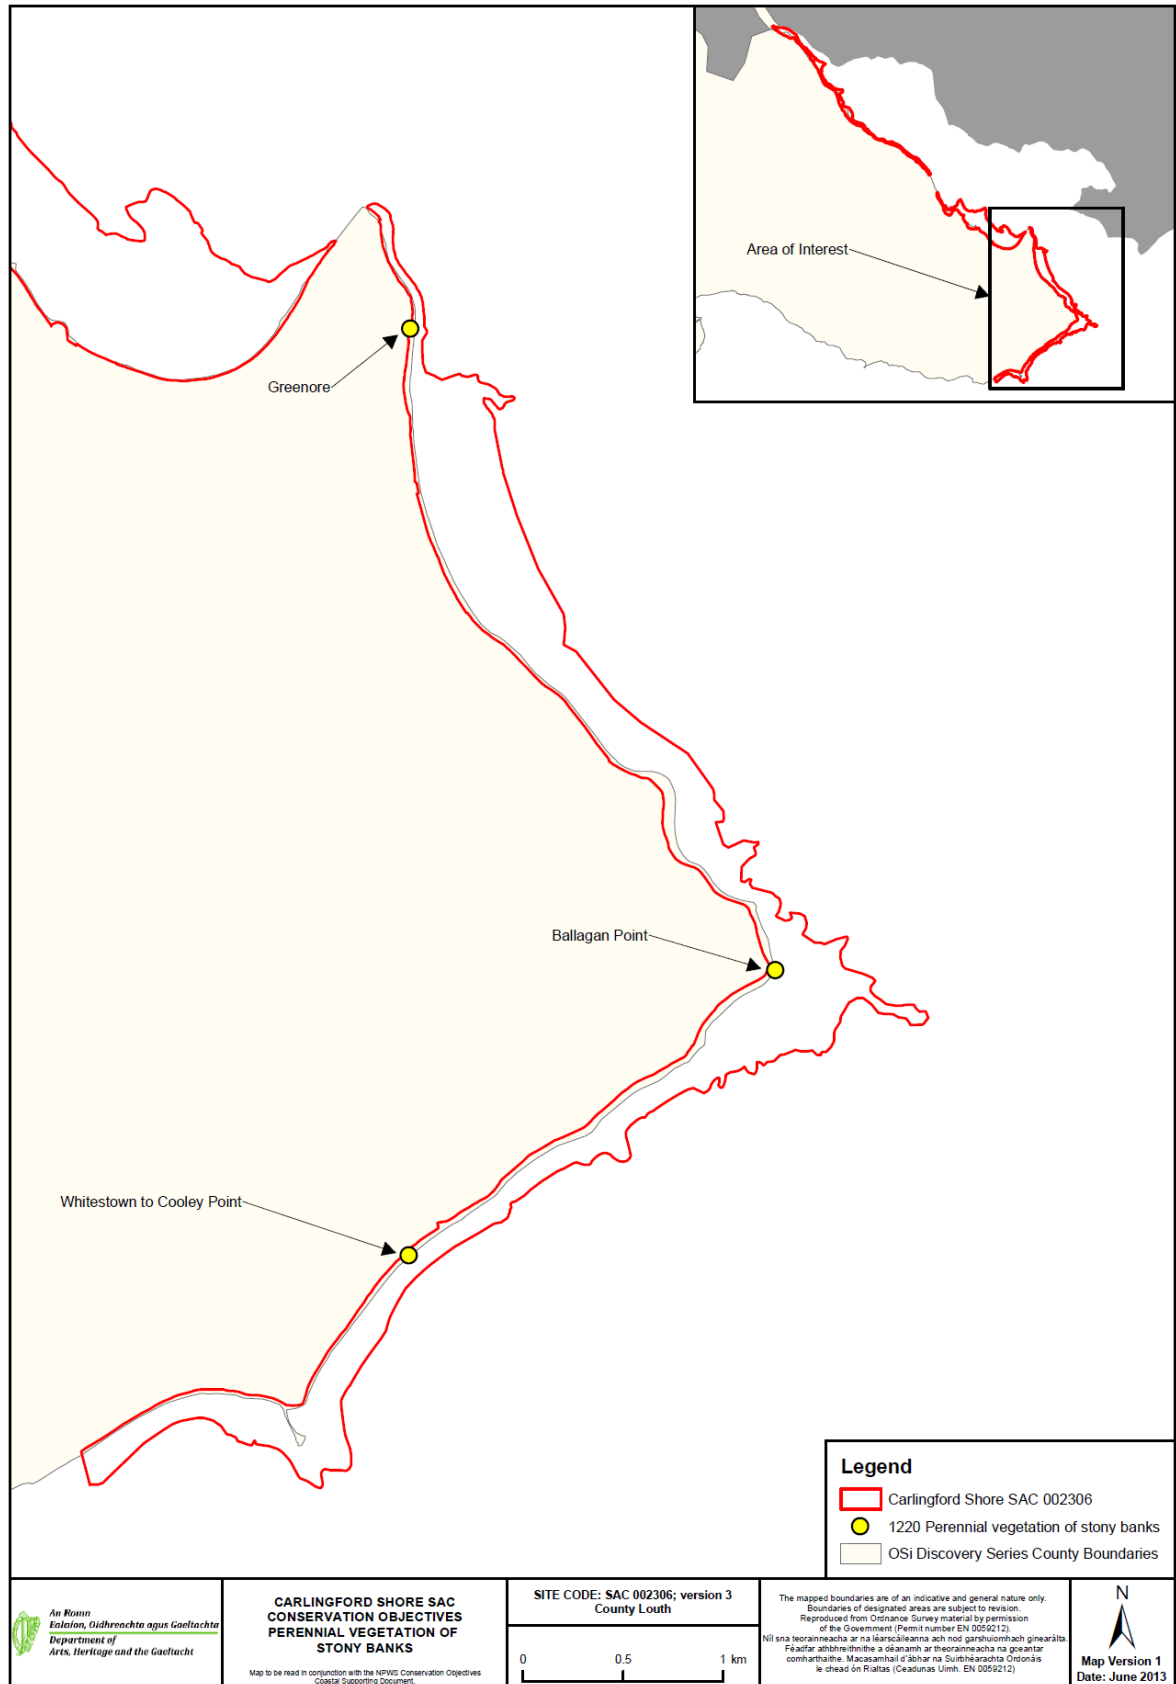 Area of Interest
Greenore
Ballagan Point
Whitestown to Cooley Point
Legend
Carlingford Shore SAC 002306
1220 Perennial vegetation of stony banks
OSi Discovery Series County Boundaries
An Roinn
Ealaíon, Oidhreachta agus Gaeltachta
Department of
Arts, Heritage and the Gaeltacht
CARLINGFORD SHORE SAC
CONSERVATION OBJECTIVES
PERENNIAL VEGETATION OF
STONY BANKS
Map to be read in conjunction with the NPWS Conservation Objectives
Coastal Supporting Document.
SITE CODE: SAC 002306; version 3
County Louth
0 0.5 1 km
The mapped boundaries are of an indicative and general nature only.
Boundaries of designated areas are subject to revision.
Reproduced from Ordnance Survey material by permission
of the Government (Permit number EN 0059212).
Níl sna teorainneacha ar na léarscáileanna ach nod garshuiomhach ginearálta.
Féadfar athbhreithnithe a déanamh ar theorainneacha na gceantar
comharthaithe. Macasamhail d'ábhar na Suirbhéarachta Ordonáis
le chead ón Rialtas (Ceadunas Uimh. EN 0059212)
N
Map Version 1
Date: June 2013